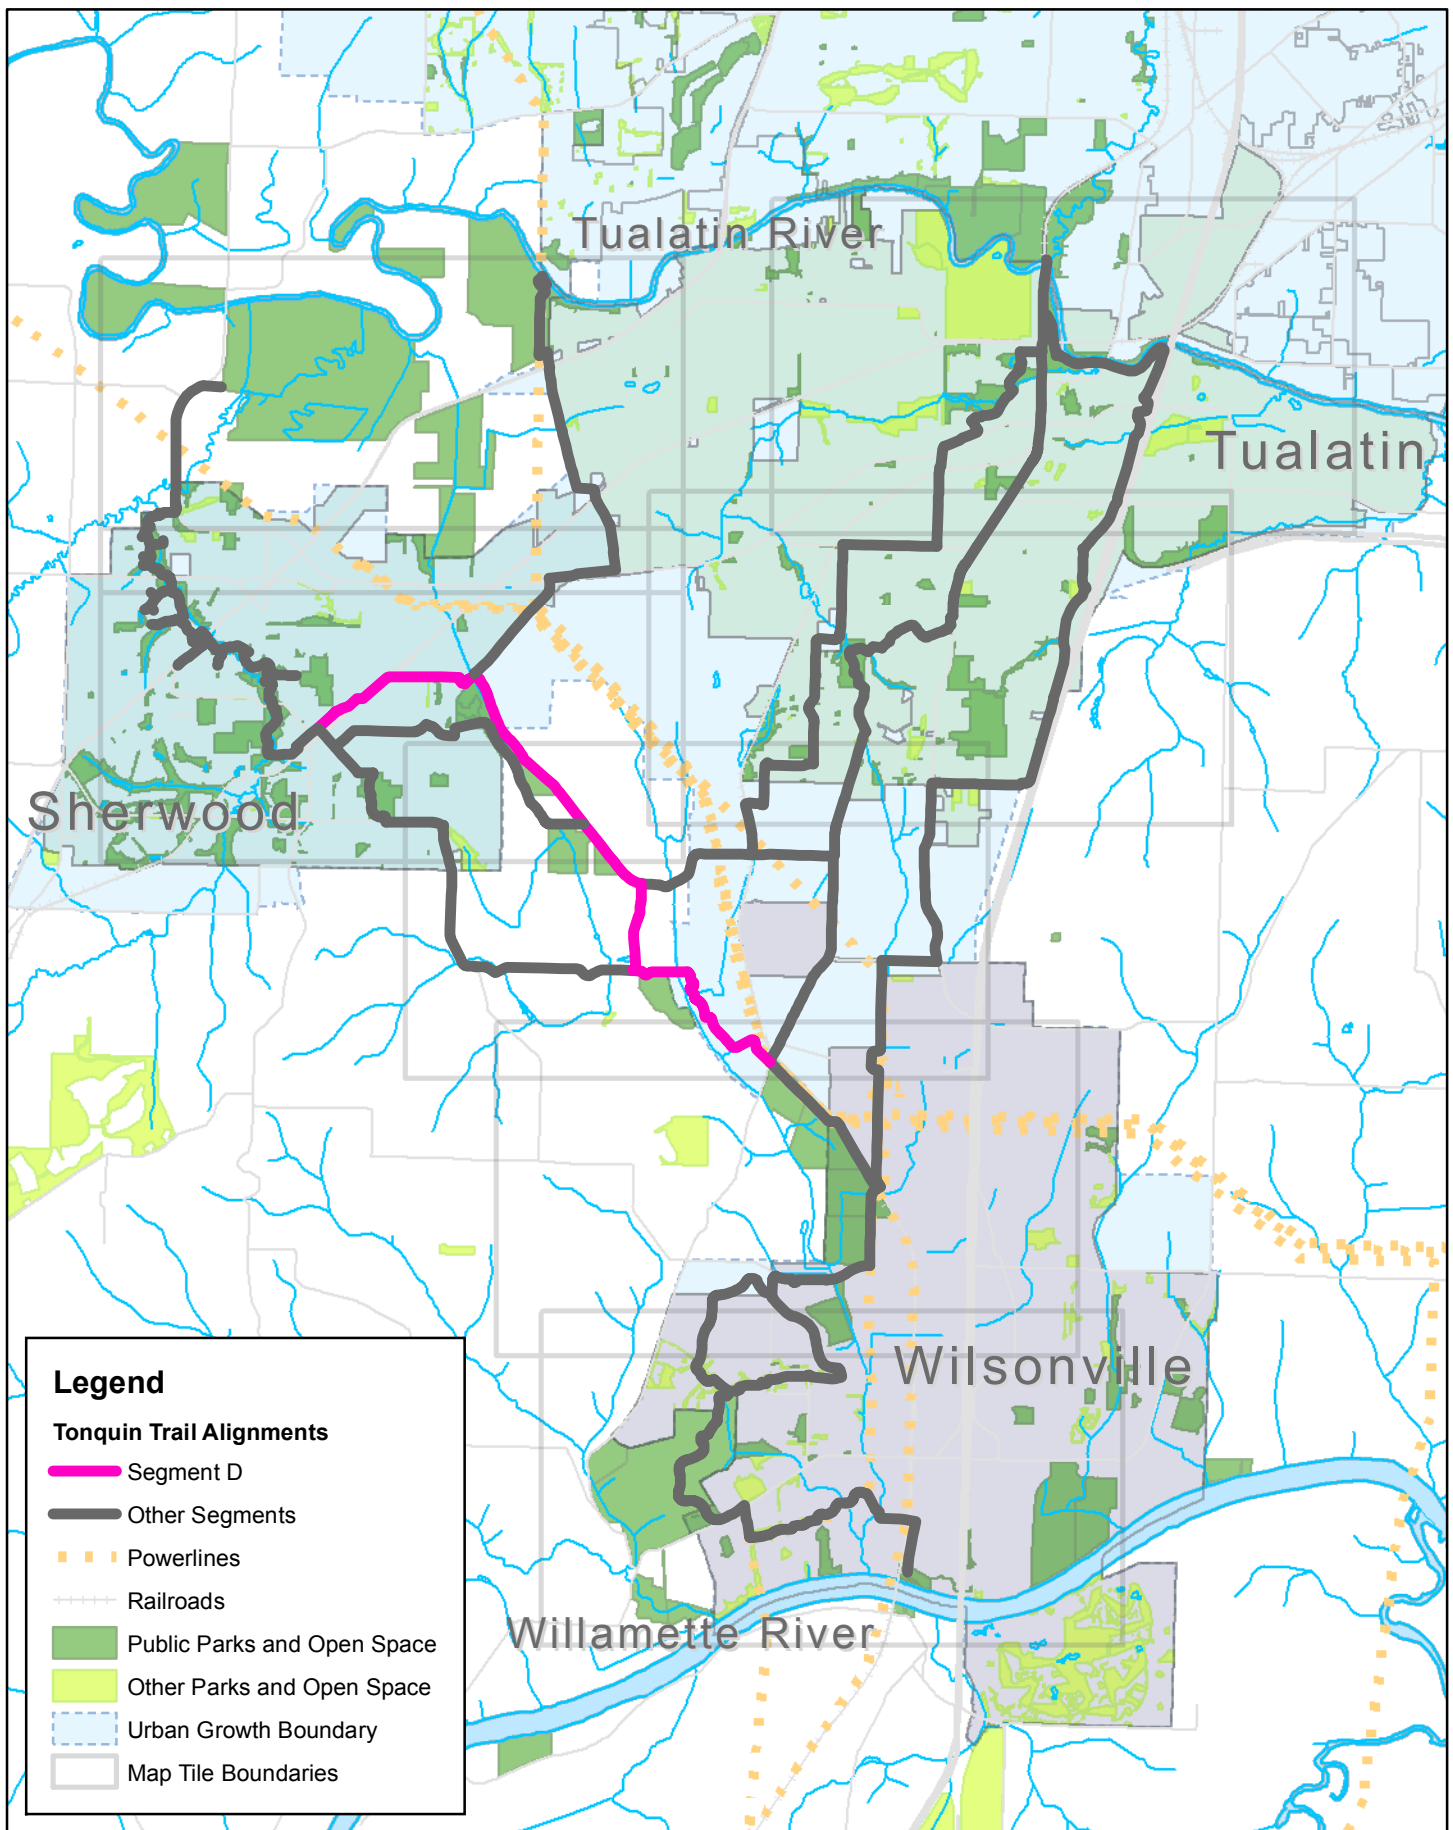 Tualatin River
Tualatin
Sherwood
Wilsonville
Willamette River
Legend
Tonquin Trail Alignments
Segment D
Other Segments
Powerlines
Railroads
Public Parks and Open Space
Other Parks and Open Space
Urban Growth Boundary
Map Tile Boundaries